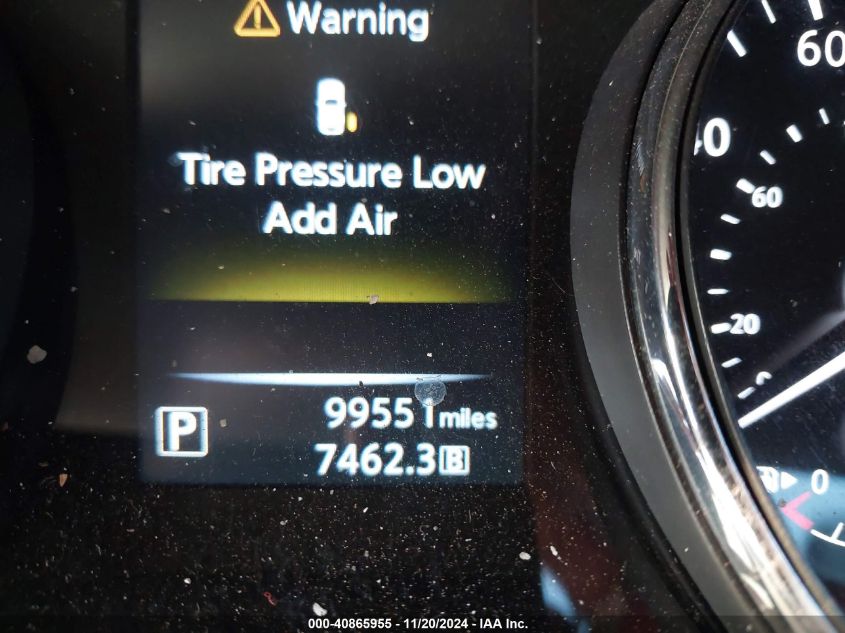 Warning
Tire Pressure Low
Add Air
P
99551 miles
7462.3 B
60
40
60
20
0
000-40865955 - 11/20/2024 - IAA Inc.